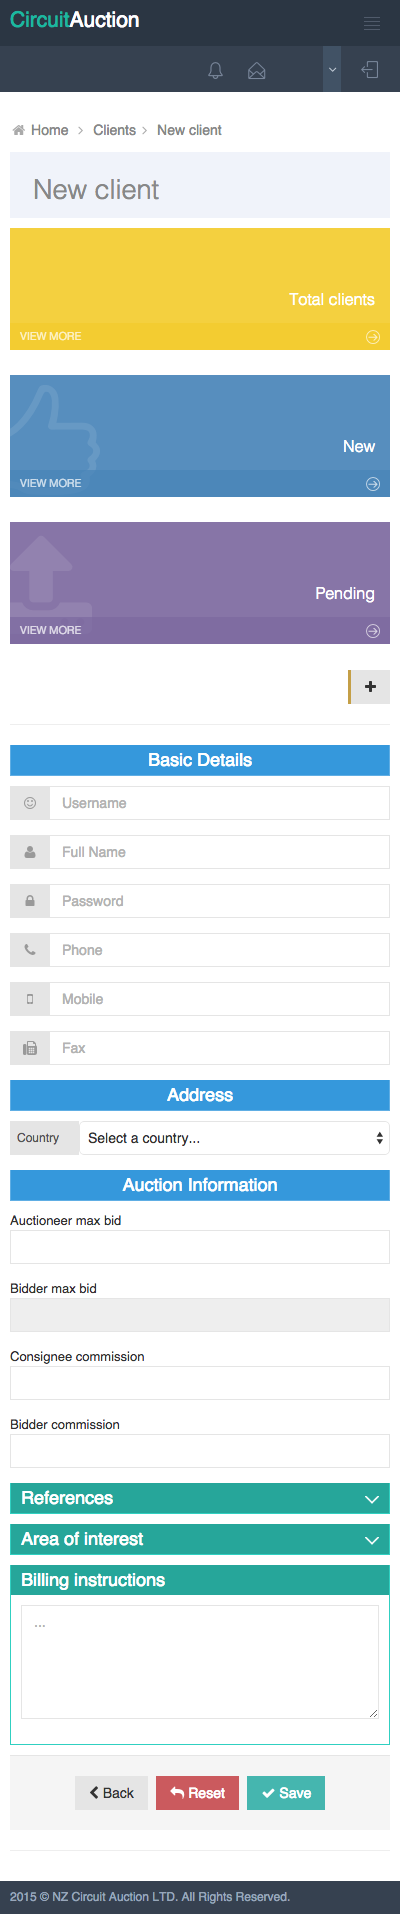 CircuitAuction
Home > Clients > New client
New client
Total clients
VIEW MORE
New
VIEW MORE
Pending
VIEW MORE
Basic Details
Username
Full Name
Password
Phone
Mobile
Fax
Address
Country Select a country...
Auction Information
Auctioneer max bid
Bidder max bid
Consignee commission
Bidder commission
References
Area of interest
Billing instructions
...
Back Reset Save
2015 © NZ Circuit Auction LTD. All Rights Reserved.